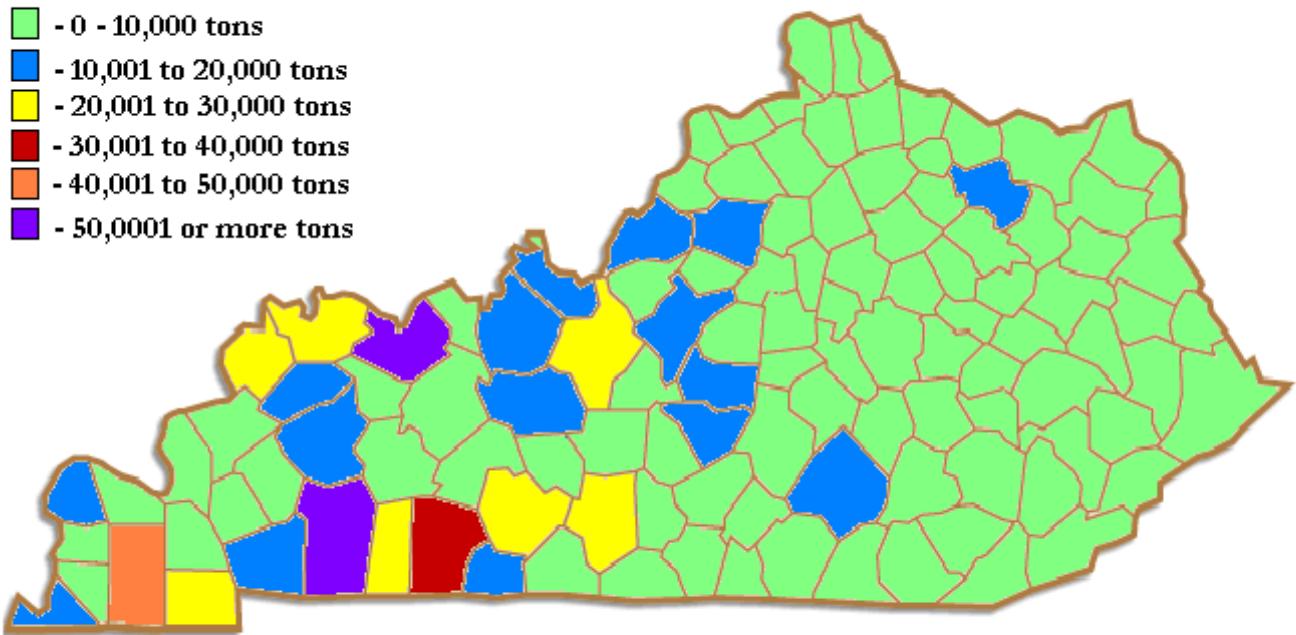 - 0 - 10,000 tons
- 10,001 to 20,000 tons
- 20,001 to 30,000 tons
- 30,001 to 40,000 tons
- 40,001 to 50,000 tons
- 50,0001 or more tons